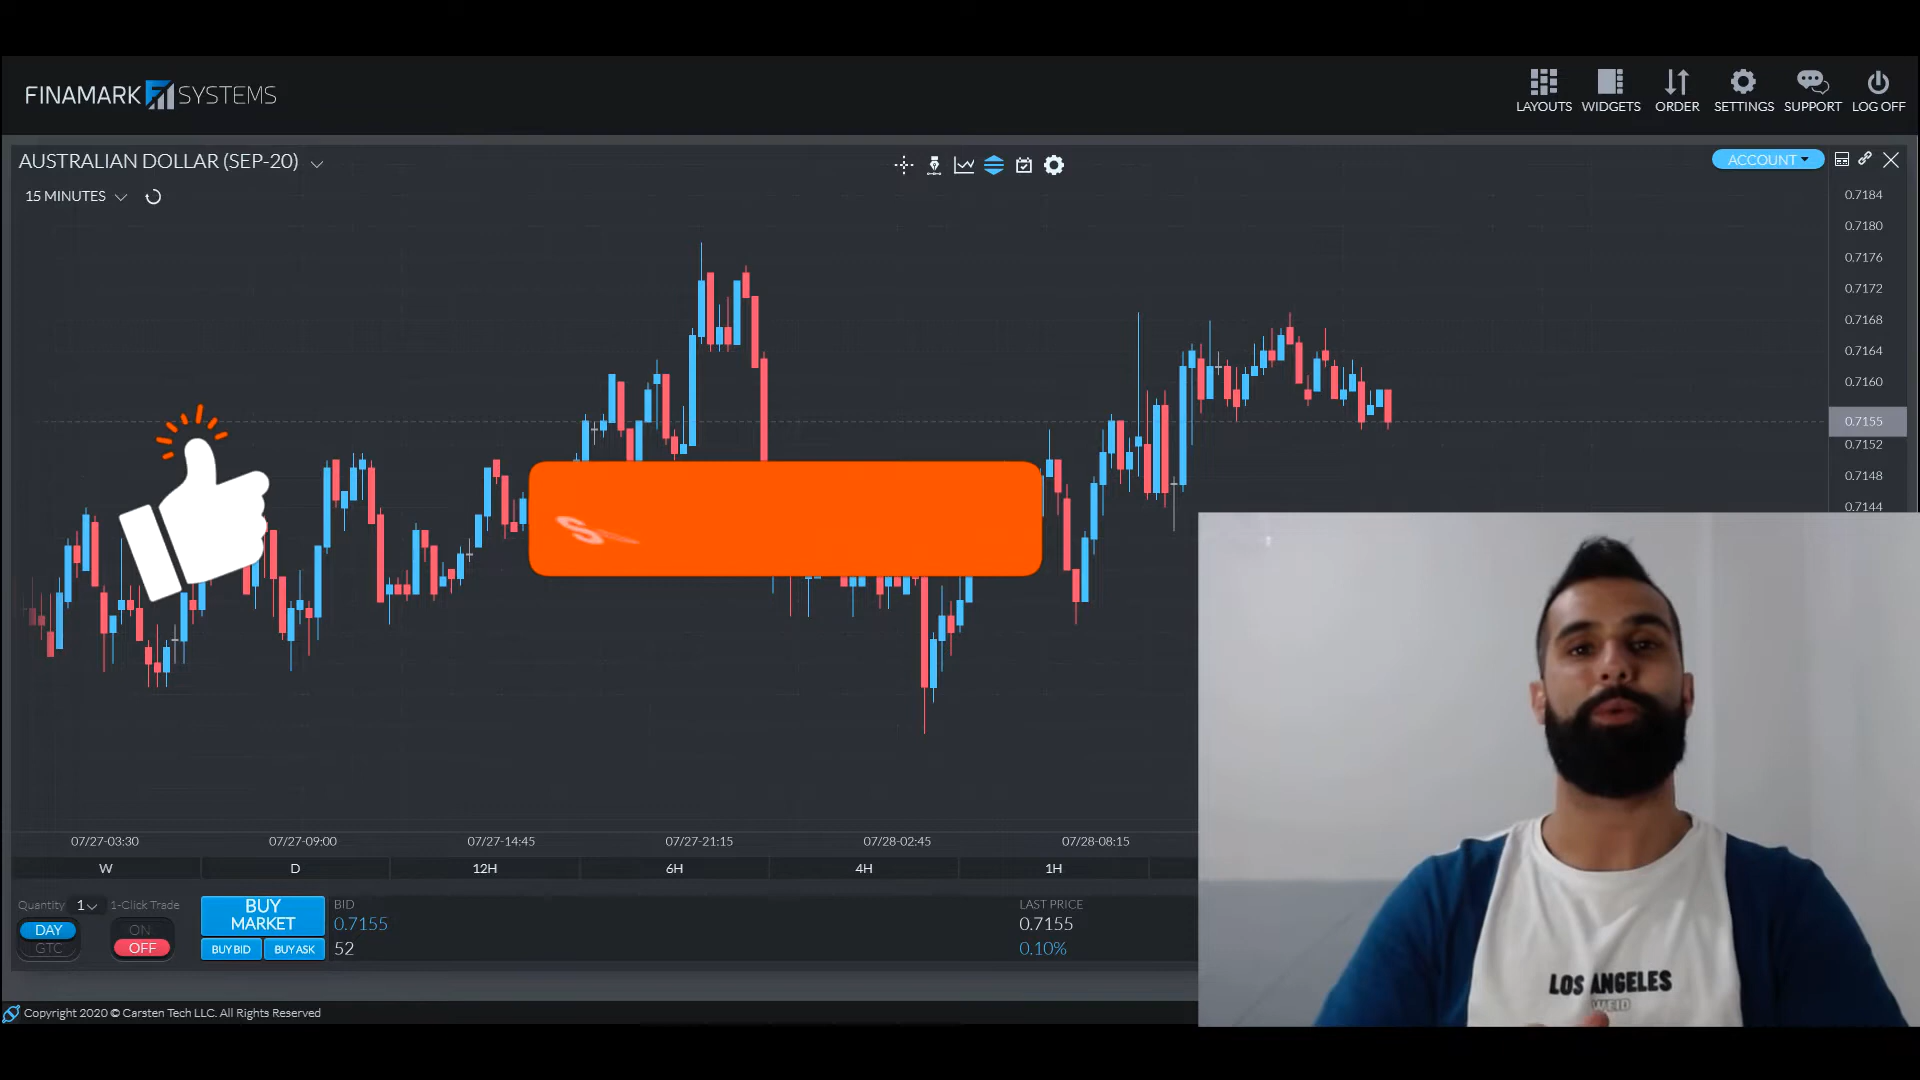 FINAMARK SYSTEMS
LAYOUTS WIDGETS ORDER SETTINGS SUPPORT LOG OFF
AUSTRALIAN DOLLAR (SEP-20)
ACCOUNT
15 MINUTES
0.7184
0.7180
0.7176
0.7172
0.7168
0.7164
0.7160
0.7155
0.7152
0.7148
0.7144
S
07/27-03:30 07/27-09:00 07/27-14:45 07/27-21:15 07/28-02:45 07/28-08:15
W D 12H 6H 4H 1H
Quantity 1 1-Click Trade
DAY
GTC
ON
OFF
BUY
MARKET
BUY BID BUY ASK
BID
0.7155
52
LAST PRICE
0.7155
0.10%
LOS ANGELES
Copyright 2020 © Carsten Tech LLC. All Rights Reserved